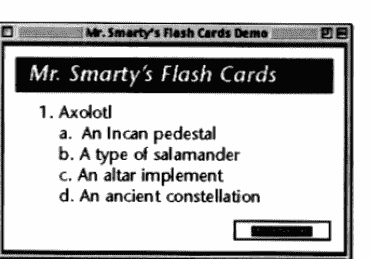 Mr. Smarty's Flash Cards Demo
Mr. Smarty's Flash Cards
1. Axolotl
a. An Incan pedestal
b. A type of salamander
c. An altar implement
d. An ancient constellation